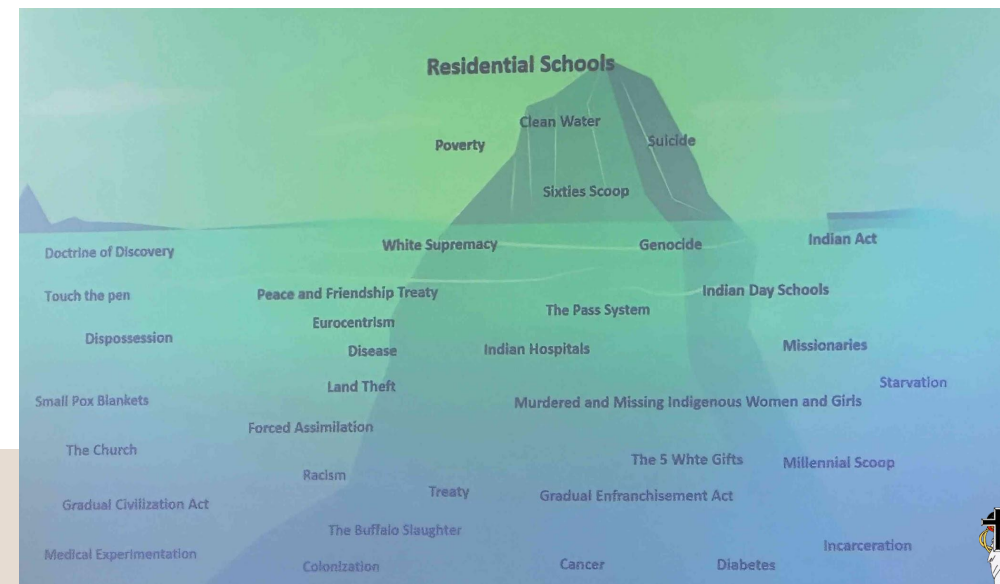 Residential Schools
Clean Water
Poverty
Suicide
Sixties Scoop
Doctrine of Discovery
White Supremacy
Genocide
Indian Act
Touch the pen
Peace and Friendship Treaty
Indian Day Schools
The Pass System
Eurocentrism
Dispossession
Disease
Indian Hospitals
Missionaries
Land Theft
Starvation
Small Pox Blankets
Murdered and Missing Indigenous Women and Girls
Forced Assimilation
The Church
The 5 Whte Gifts
Millennial Scoop
Racism
Treaty
Gradual Enfranchisement Act
Gradual Civilization Act
The Buffalo Slaughter
Incarceration
Medical Experimentation
Colonization
Cancer
Diabetes